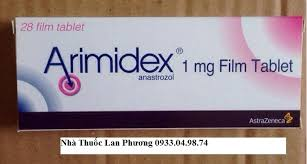 28 film tablet
Arimidex® 1 mg Film Tablet
anastrozol
AstraZeneca
Nhà Thuốc Lan Phương 0933.04.98.74